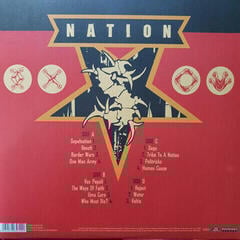 NATION
A
Sepulnation
Revolt
Border Wars
One Man Army
B
Vox Populi
The Ways Of Faith
Uma Cura
Who Must Die?
C
Saga
Tribe To A Nation
Politricks
Human Cause
D
Reject
Water
Valtio